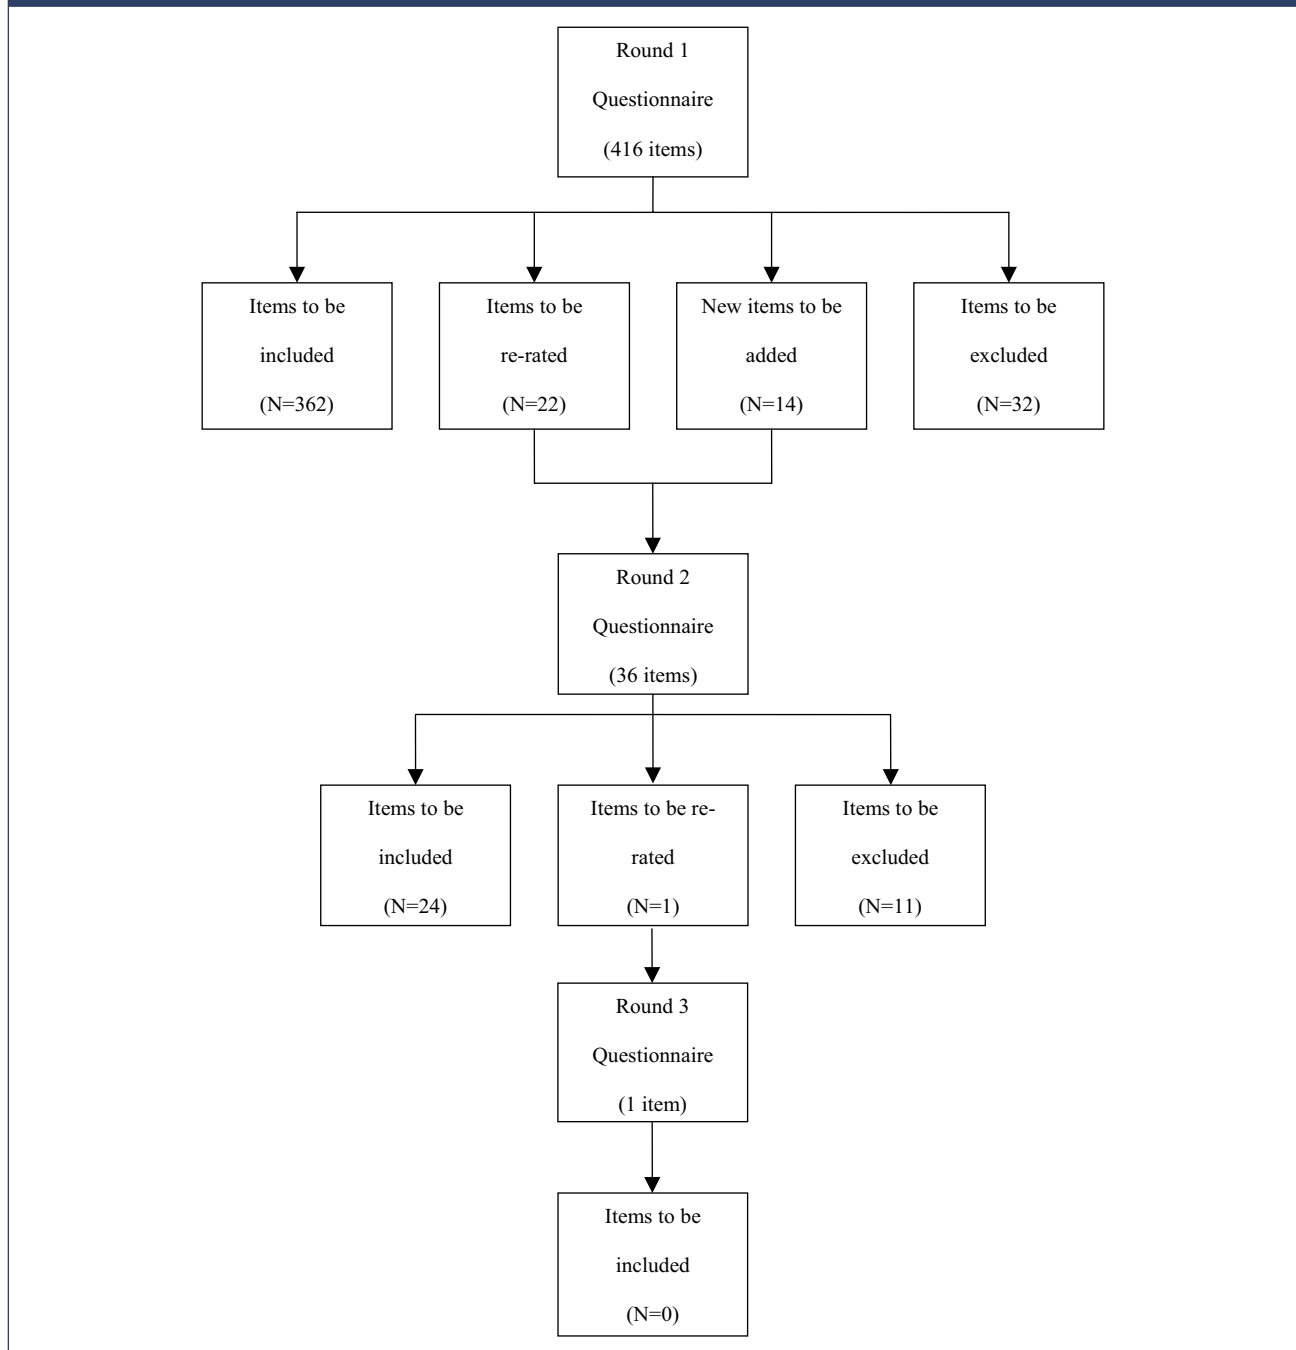 Round 1
Questionnaire
(416 items)
Items to be
included
(N=362)
Items to be
re-rated
(N=22)
New items to be
added
(N=14)
Items to be
excluded
(N=32)
Round 2
Questionnaire
(36 items)
Items to be
included
(N=24)
Items to be re-
rated
(N=1)
Items to be
excluded
(N=11)
Round 3
Questionnaire
(1 item)
Items to be
included
(N=0)